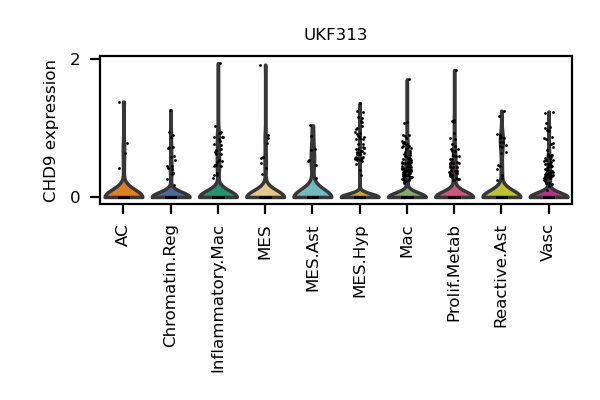 UKF313
CHD9 expression
2
0
AC
Chromatin.Reg
Inflammatory.Mac
MES
MES.Ast
MES.Hyp
Mac
Prolif.Metab
Reactive.Ast
Vasc